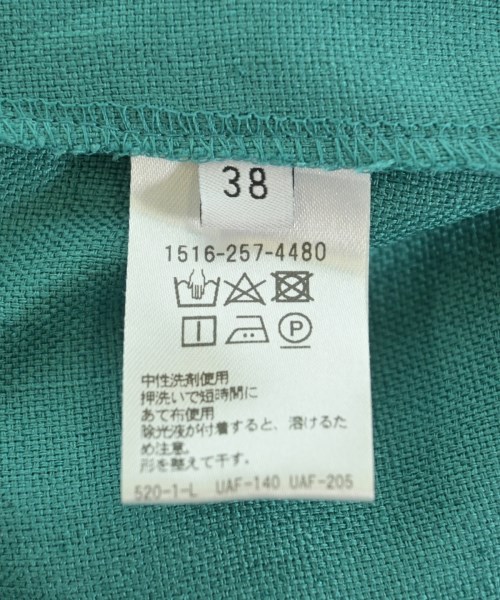 38
1516-257-4480
P
中性洗剤使用
押洗いで短時間に
あて布使用
除光液が付着すると、溶けるた
め注意。
形を整えて干す。
520-1-L UAF-140 UAF-205